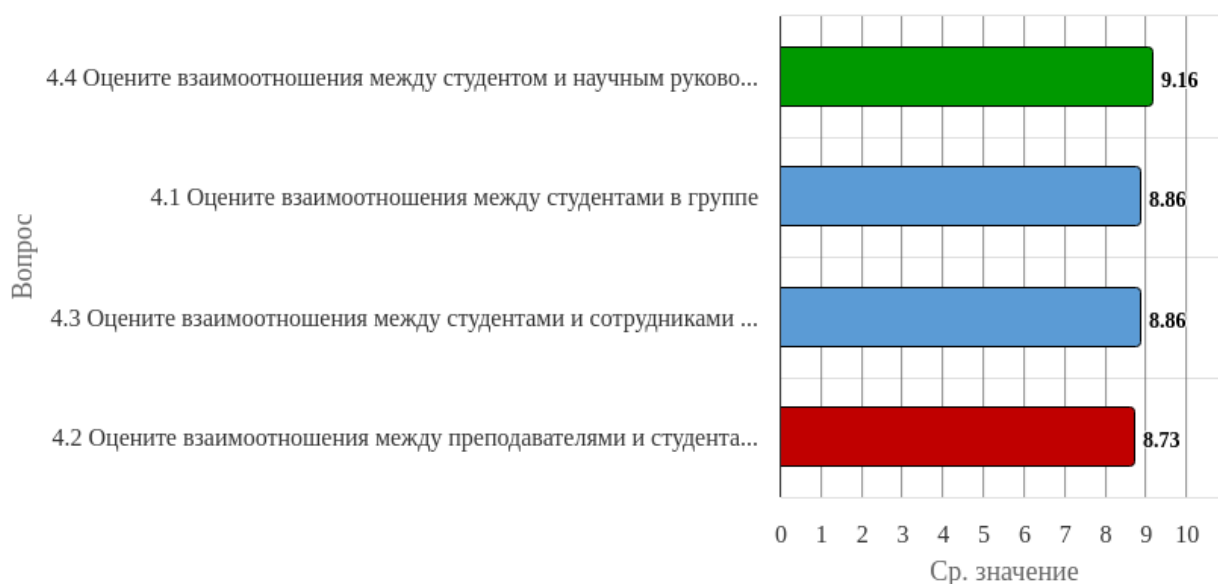 4.4 Оцените взаимоотношения между студентом и научным руково...
9.16
4.1 Оцените взаимоотношения между студентами в группе
8.86
Вопрос
4.3 Оцените взаимоотношения между студентами и сотрудниками ...
8.86
4.2 Оцените взаимоотношения между преподавателями и студента...
8.73
0 1 2 3 4 5 6 7 8 9 10
Ср. значение